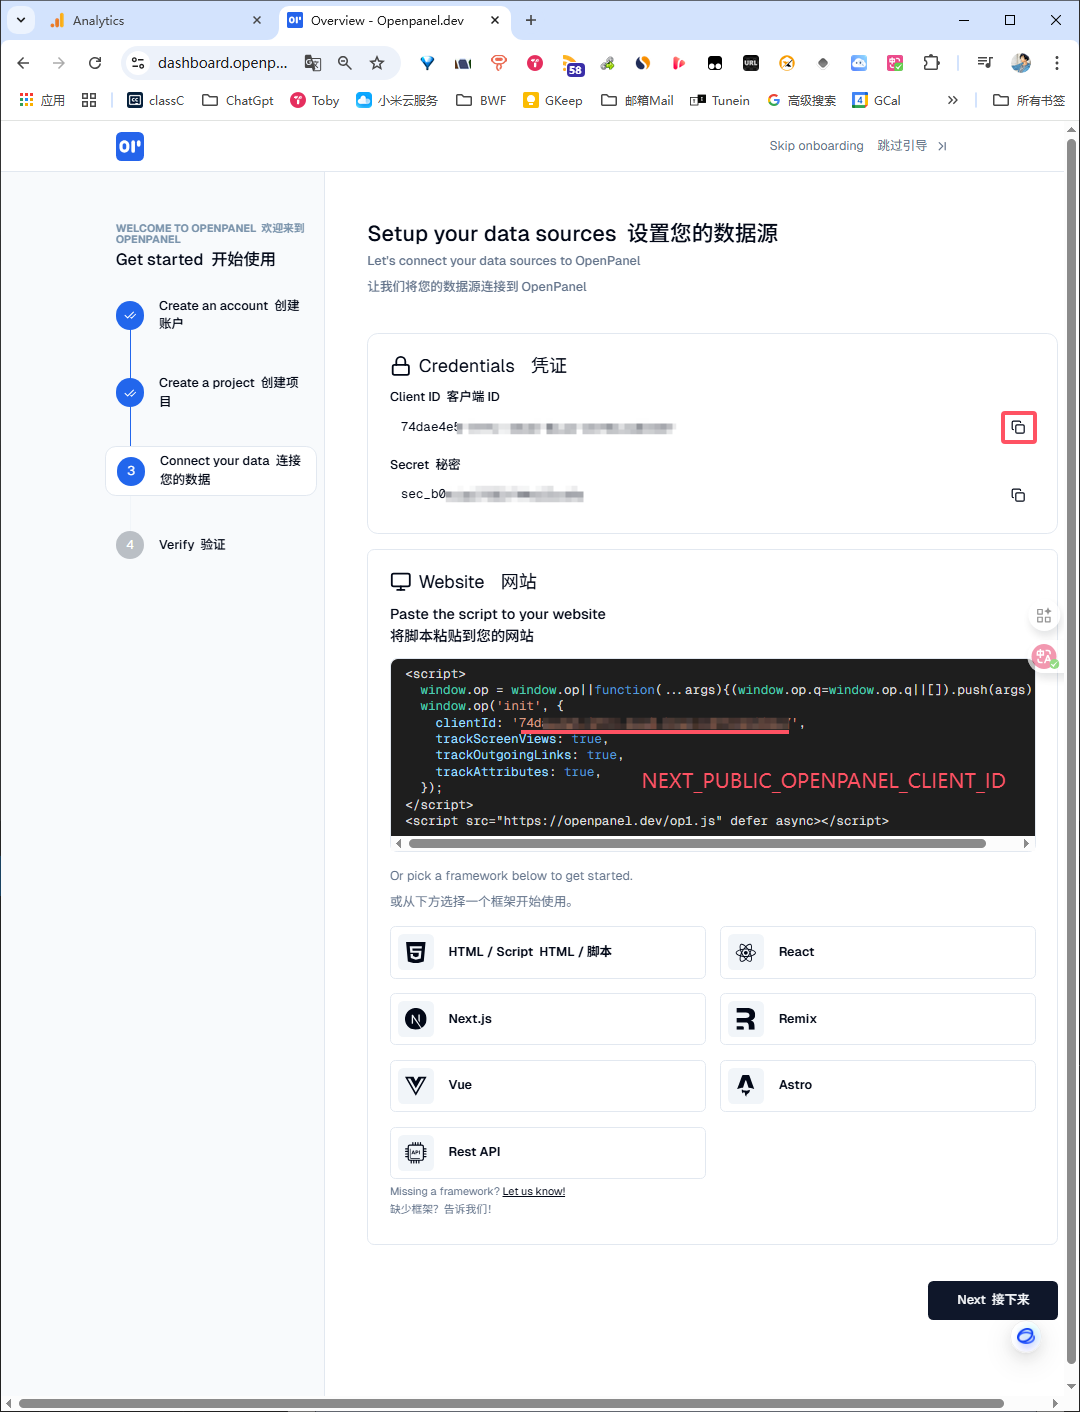 Analytics
Overview - Openpanel.dev
dashboard.openp...
58
URL
应用
classC
ChatGpt
Toby
小米云服务
BWF
GKeep
邮箱Mail
Tunein
高级搜索
4
GCal
所有书签
Skip onboarding 跳过引导
WELCOME TO OPENPANEL 欢迎来到
OPENPANEL
Get started 开始使用
Create an account 创建
账户
Create a project 创建项
目
3
Connect your data 连接
您的数据
4
Verify 验证
Setup your data sources 设置您的数据源
Let's connect your data sources to OpenPanel
让我们将您的数据源连接到 OpenPanel
Credentials 凭证
Client ID 客户端 ID
74dae4e5
Secret 秘密
sec_b0
Website 网站
Paste the script to your website
将脚本粘贴到您的网站
<script>
window.op = window.op||function(...args){(window.op.q=window.op.q||[]).push(args)
window.op('init', {
clientId: '74d',
trackScreenViews: true,
trackOutgoingLinks: true,
trackAttributes: true,
});
</script>
<script src="https://openpanel.dev/op1.js" defer async></script>
NEXT_PUBLIC_OPENPANEL_CLIENT_ID
Or pick a framework below to get started.
或从下方选择一个框架开始使用。
HTML / Script HTML / 脚本
React
Next.js
Remix
Vue
Astro
API
Rest API
Missing a framework? Let us know!
缺少框架？告诉我们！
Next 接下来